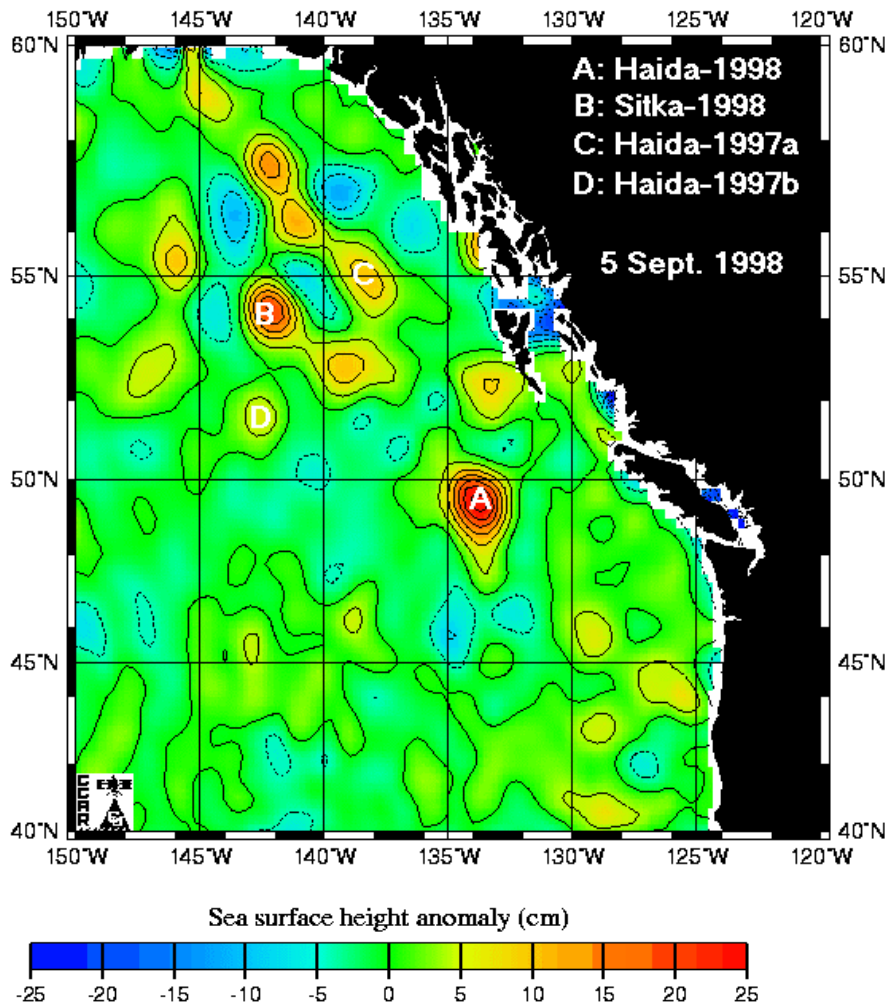 150˚W 145˚W 140˚W 135˚W 130˚W 125˚W 120˚W
60˚N 60˚N
A: Haida-1998
B: Sitka-1998
C: Haida-1997a
D: Haida-1997b
5 Sept. 1998
55˚N 55˚N
C
B
D
50˚N 50˚N
A
45˚N 45˚N
CCAR
40˚N 40˚N
150˚W 145˚W 140˚W 135˚W 130˚W 125˚W 120˚W
Sea surface height anomaly (cm)
-25 -20 -15 -10 -5 0 5 10 15 20 25